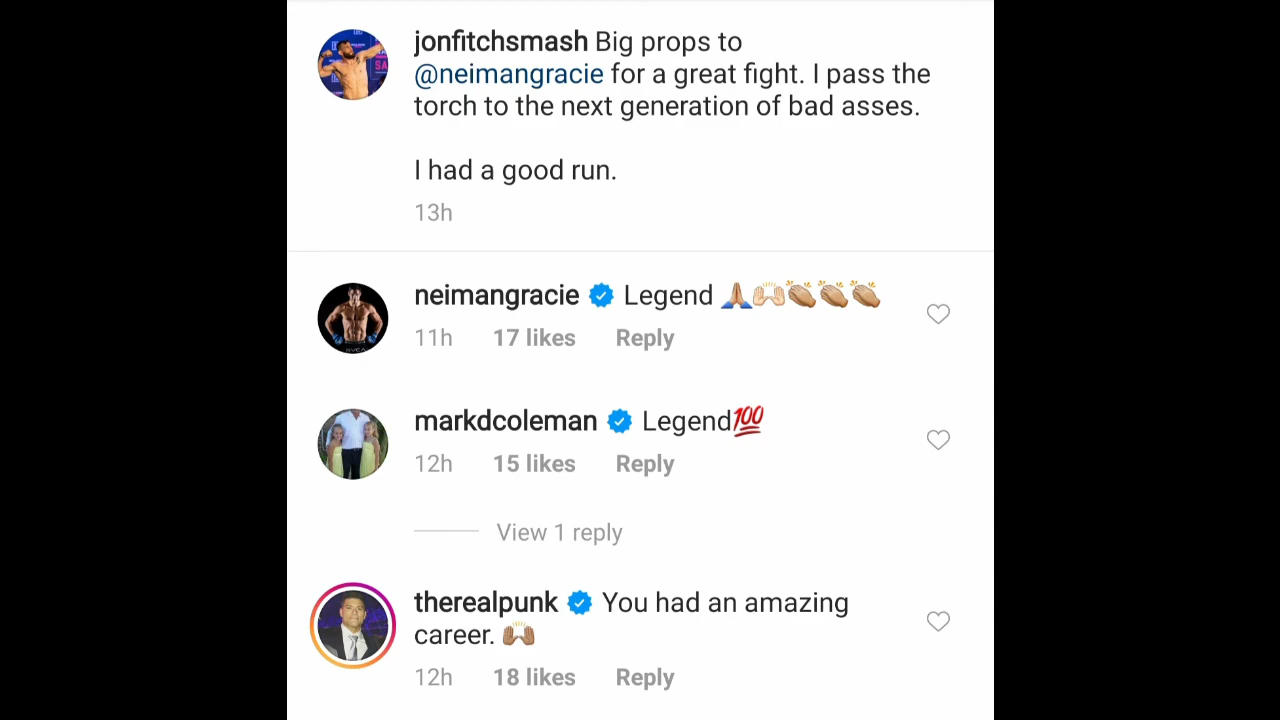 jonfitchsmash Big props to
@neimangracie for a great fight. I pass the
torch to the next generation of bad asses.
I had a good run.
13h
neimangracie Legend 🙏🏼🙌🏻👏🏼👏🏼👏🏼
11h 17 likes Reply
markdcoleman Legend💯
12h 15 likes Reply
View 1 reply
therealpunk You had an amazing
career. 🙌🏽
12h 18 likes Reply